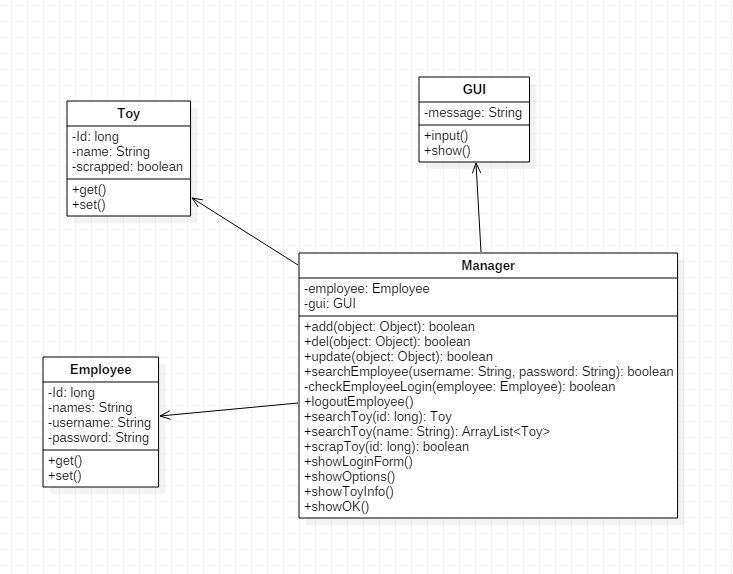 Toy
-Id: long
-name: String
-scrapped: boolean
+get()
+set()
GUI
-message: String
+input()
+show()
Manager
-employee: Employee
-gui: GUI
+add(object: Object): boolean
+del(object: Object): boolean
+update(object: Object): boolean
+searchEmployee(username: String, password: String): boolean
-checkEmployeeLogin(employee: Employee): boolean
+logoutEmployee()
+searchToy(id: long): Toy
+searchToy(name: String): ArrayList<Toy>
+scrapToy(id: long): boolean
+showLoginForm()
+showOptions()
+showToyInfo()
+showOK()
Employee
-Id: long
-names: String
-username: String
-password: String
+get()
+set()